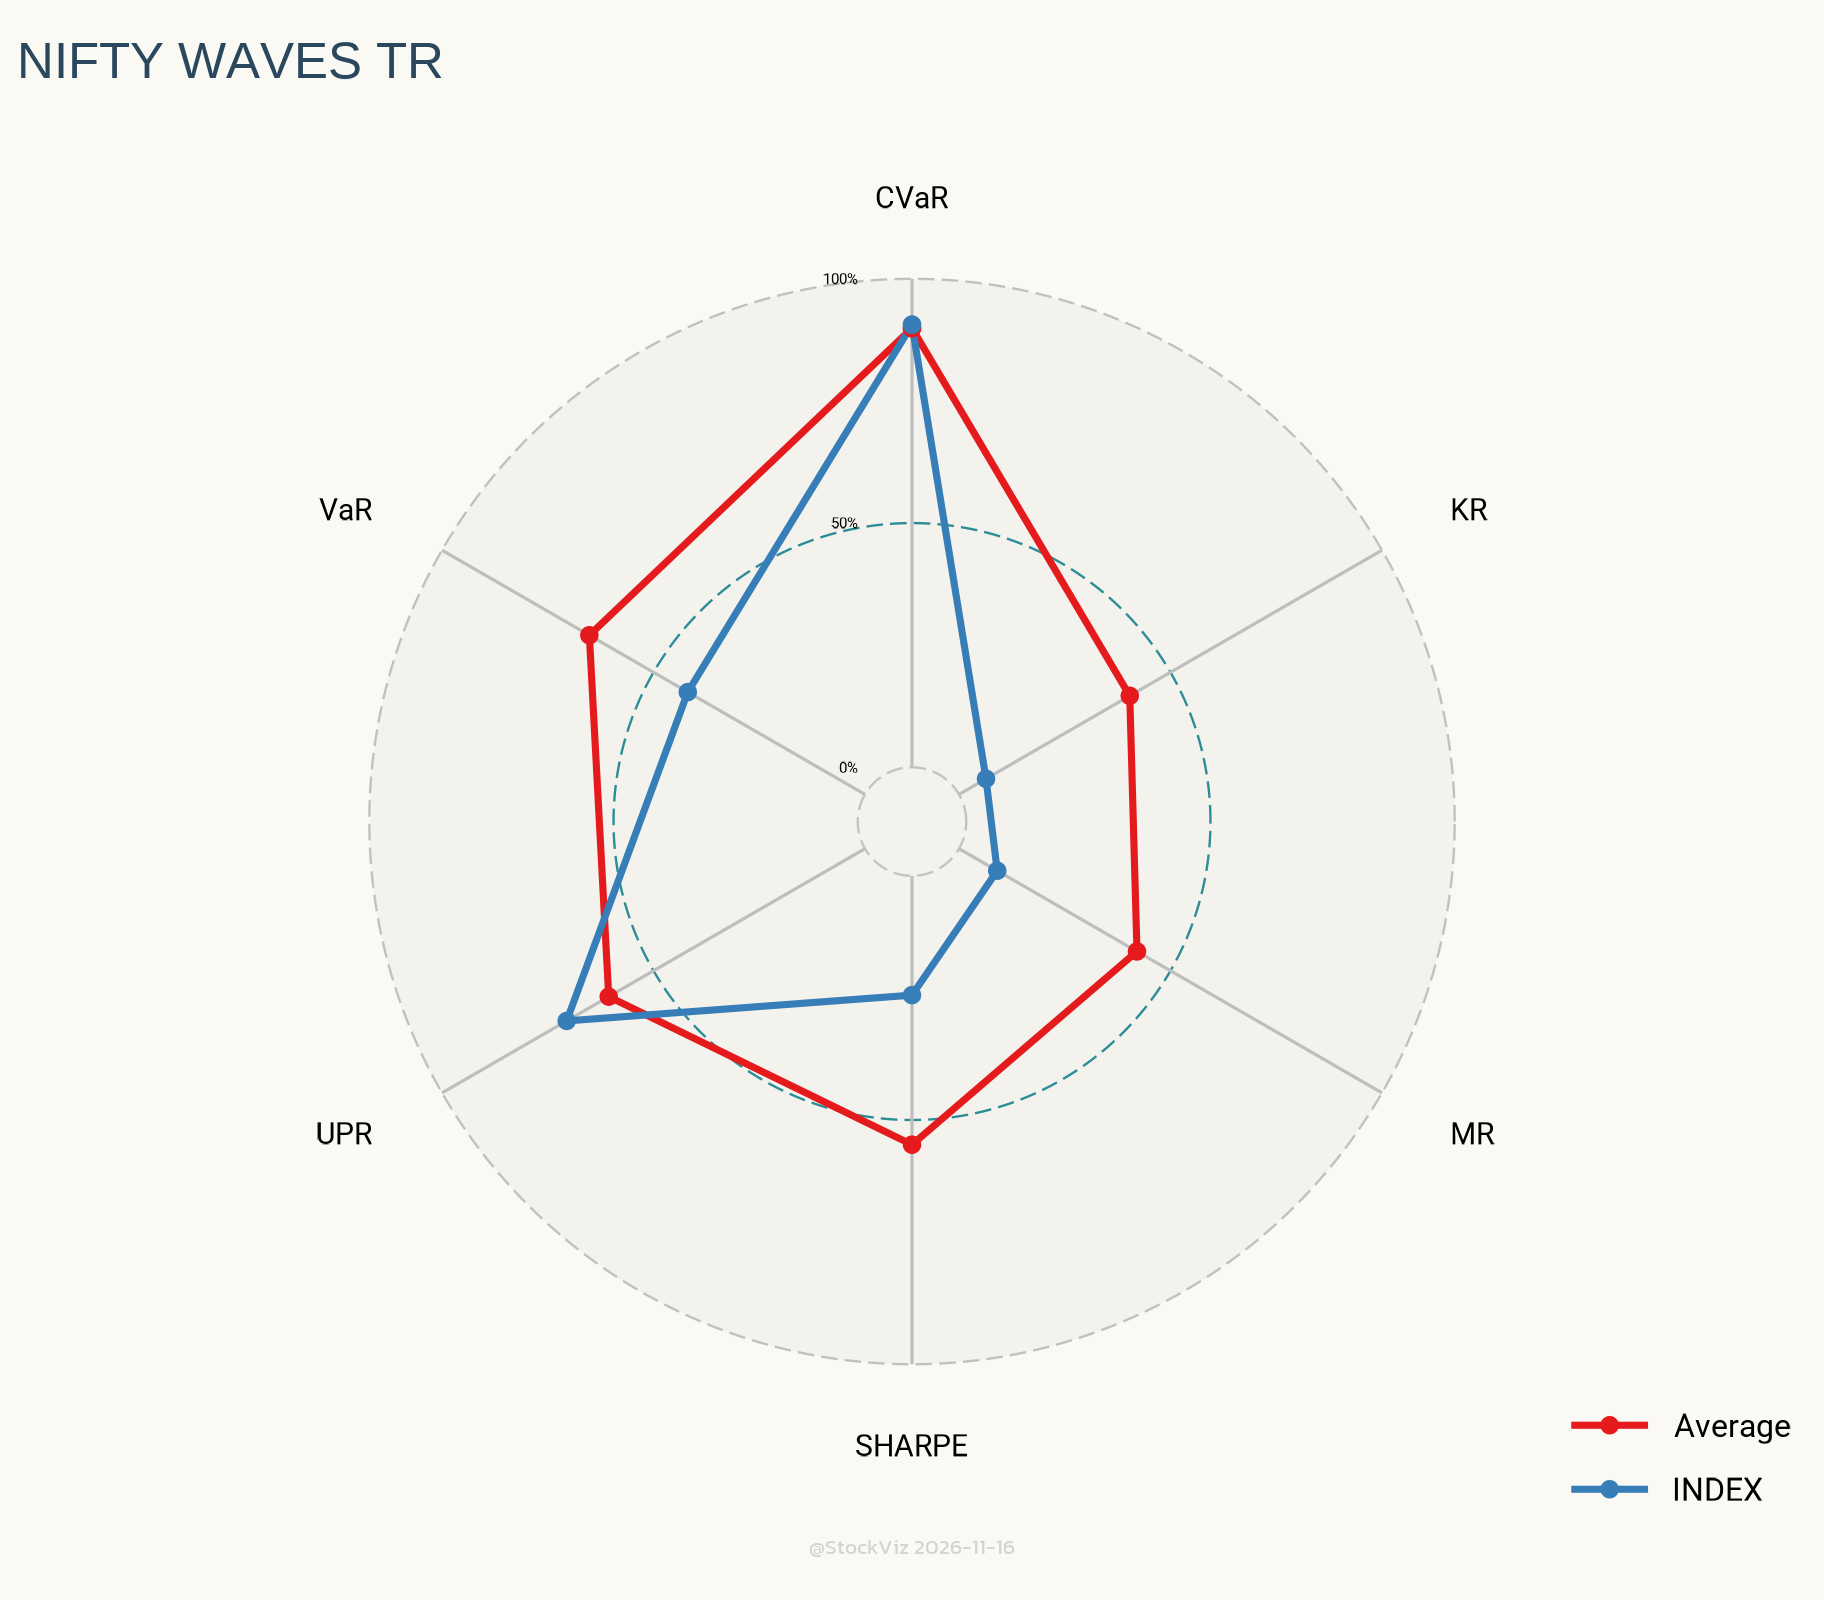 NIFTY WAVES TR
CVaR
100%
VaR
KR
50%
0%
UPR
MR
SHARPE
Average
INDEX
@StockViz 2026-11-16